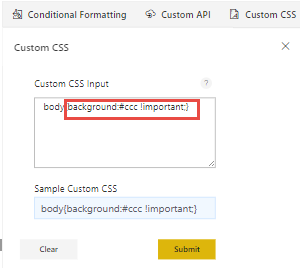 Conditional Formatting Custom API Custom CSS
Custom CSS
Custom CSS Input ?
body{background:#ccc !important;}
Sample Custom CSS
body{background:#ccc !important;}
Clear Submit